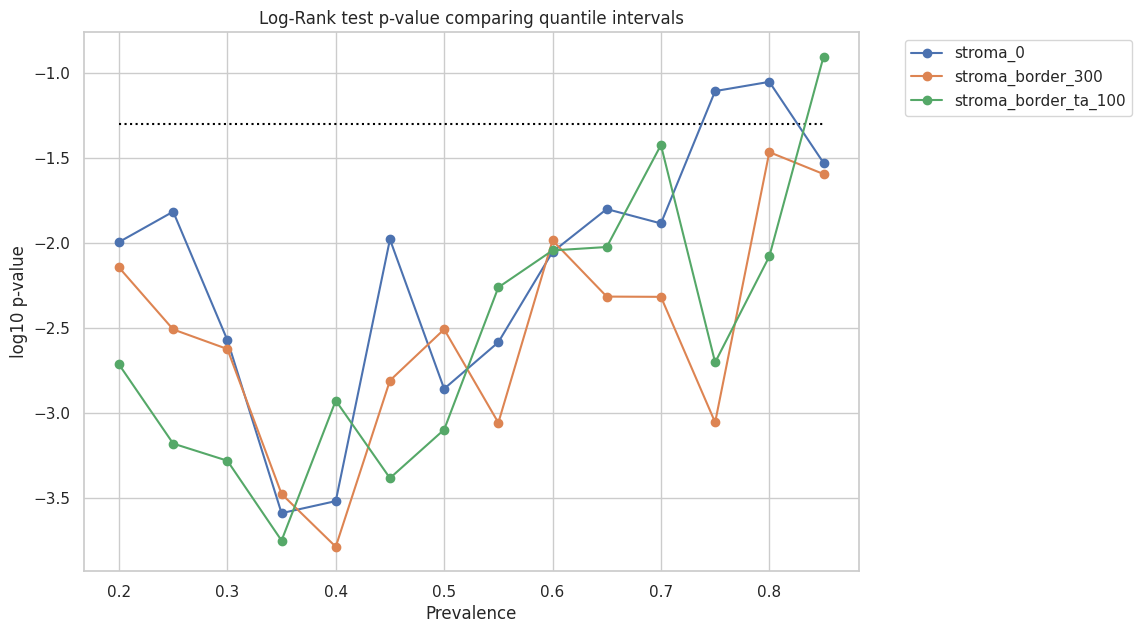 Log-Rank test p-value comparing quantile intervals
stroma_0
stroma_border_300
stroma_border_ta_100
log10 p-value
−1.0
−1.5
−2.0
−2.5
−3.0
−3.5
0.2 0.3 0.4 0.5 0.6 0.7 0.8
Prevalence